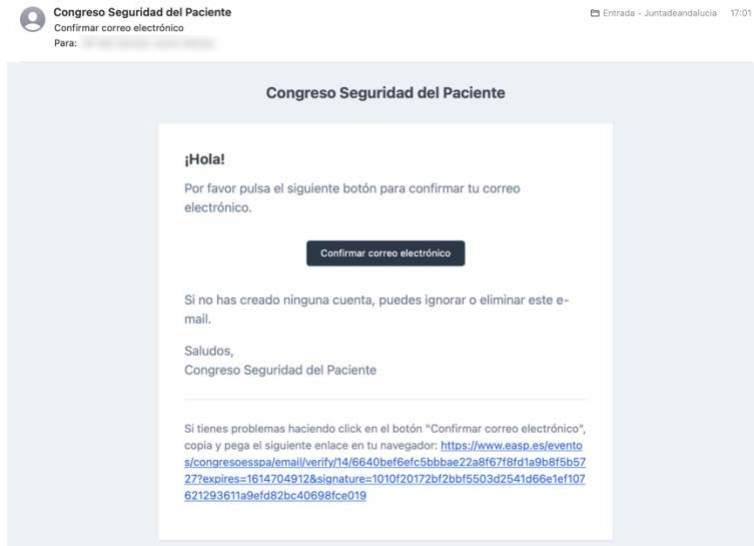 Congreso Seguridad del Paciente
Entrada - Juntadeandalucia 17:01
Confirmar correo electrónico
Para:
Congreso Seguridad del Paciente
¡Hola!
Por favor pulsa el siguiente botón para confirmar tu correo
electrónico.
Confirmar correo electrónico
Si no has creado ninguna cuenta, puedes ignorar o eliminar este e-
mail.
Saludos,
Congreso Seguridad del Paciente
Si tienes problemas haciendo click en el botón "Confirmar correo electrónico",
copia y pega el siguiente enlace en tu navegador: https://www.easp.es/evento
s/congresoesspa/email/verify/14/6640bef6efc5bbbae22a8f67f8fd1a9b8f5b57
27?expires=1614704912&signature=1010f20172bf2bbf5503d2541d66e1ef107
621293611a9efd82bc40698fce019